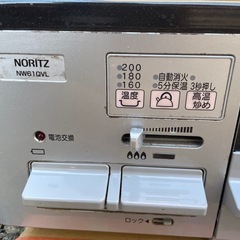 NORITZ
NW61QVL
200
180
160
自動消火
5分保温
3秒押し
温度
高温
炒め
電池交換
ロック